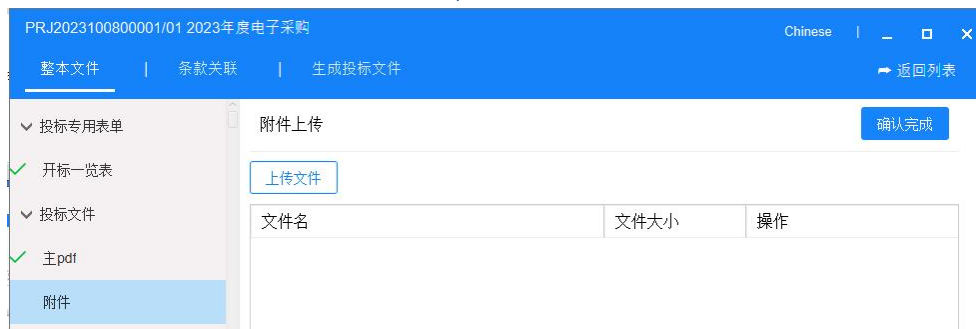 PRJ2023100800001/01 2023年度电子采购
Chinese |
整本文件 | 条款关联 | 生成投标文件
返回列表
投标专用表单
开标一览表
投标文件
主pdf
附件
附件上传
确认完成
上传文件
文件名 文件大小 操作